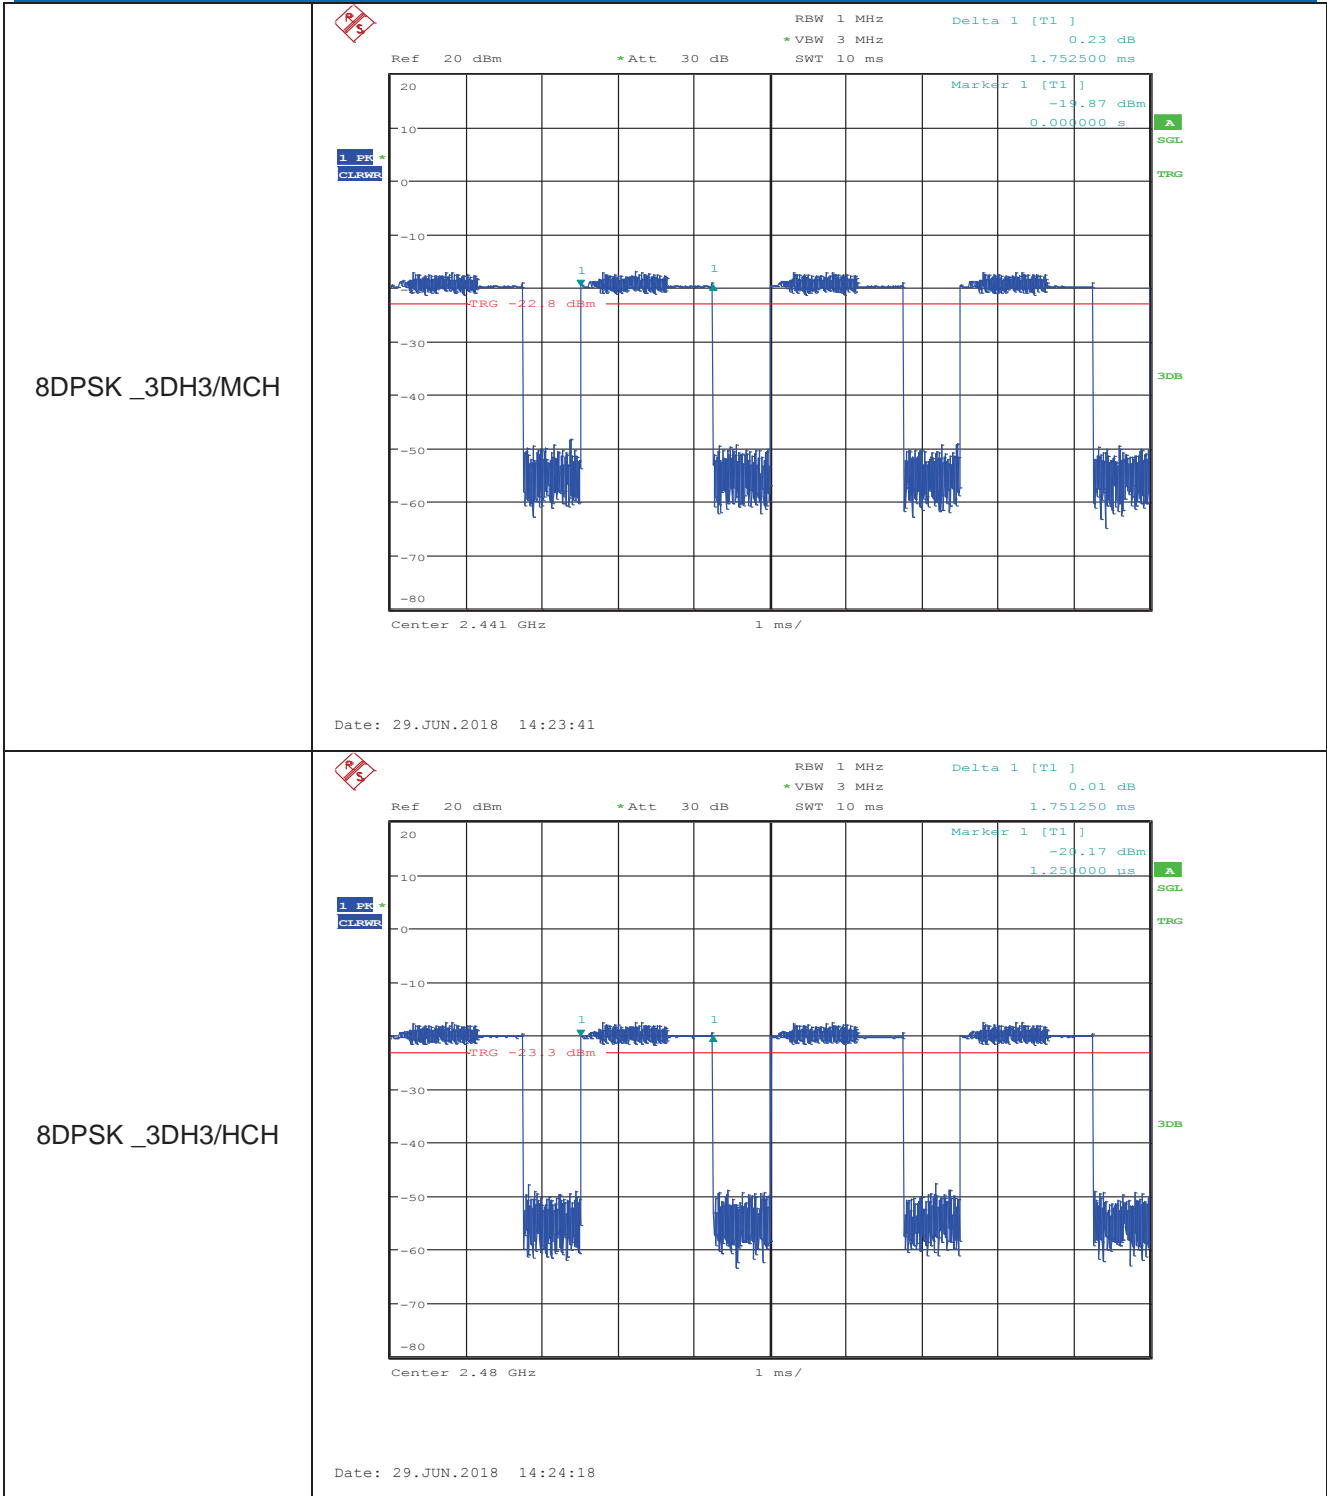 8DPSK _3DH3/MCH
R
S
RBW 1 MHz Delta 1 [T1 ]
*VBW 3 MHz 0.23 dB
Ref 20 dBm *Att 30 dB SWT 10 ms 1.752500 ms
20 Marker 1 [T1 ]
-19.87 dBm
0.000000 s A
10
SGL
1 PK *
CLRWR TRG
0
-10
1 1
TRG -22.8 dBm
-30
3DB
-40
-50
-60
-70
-80
Center 2.441 GHz 1 ms/
Date: 29.JUN.2018 14:23:41
8DPSK _3DH3/HCH
R
S
RBW 1 MHz Delta 1 [T1 ]
*VBW 3 MHz 0.01 dB
Ref 20 dBm *Att 30 dB SWT 10 ms 1.751250 ms
20 Marker 1 [T1 ]
-20.17 dBm
1.250000 µs A
10
SGL
1 PK *
CLRWR TRG
0
-10
1 1
TRG -23.3 dBm
-30
3DB
-40
-50
-60
-70
-80
Center 2.48 GHz 1 ms/
Date: 29.JUN.2018 14:24:18